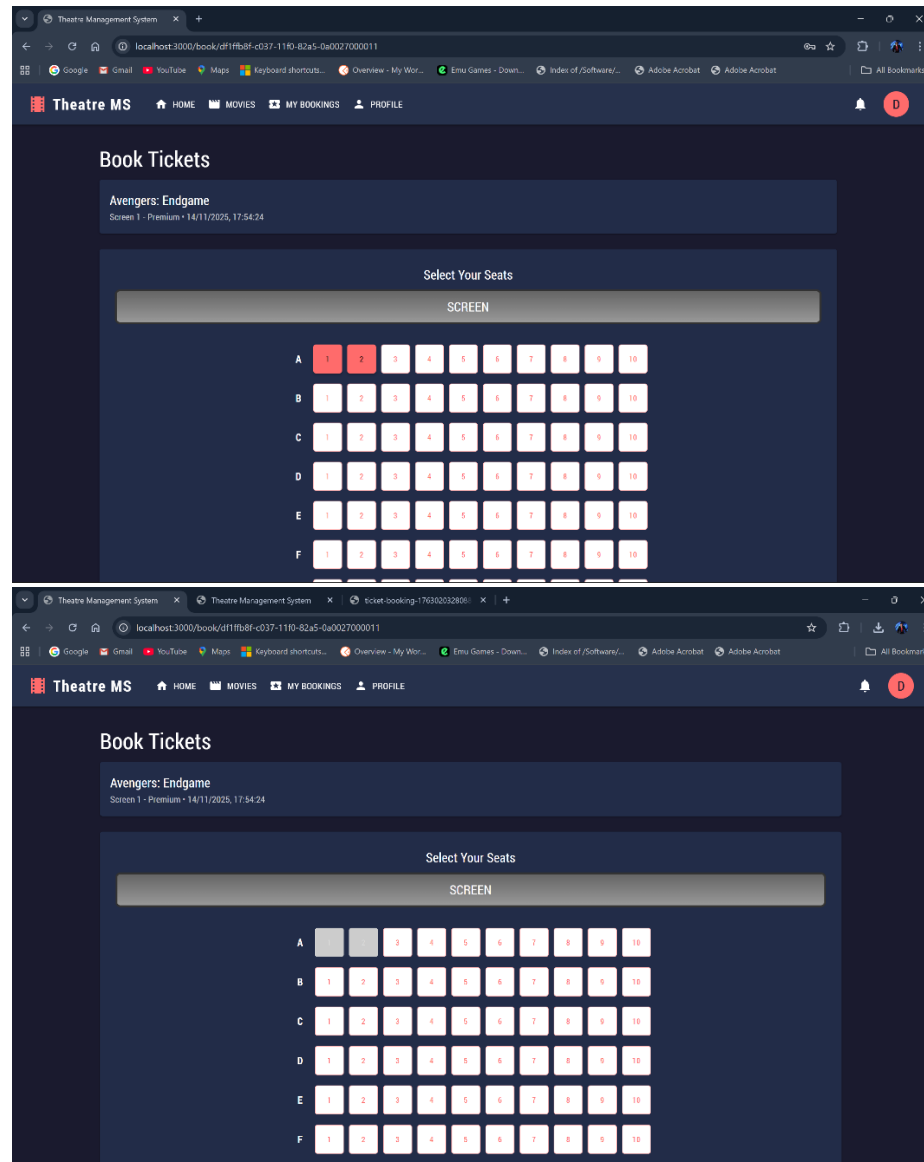 Theatre Management System
localhost:3000/book/df1ffb8f-c037-11f0-82a5-0a0027000011
Google Gmail YouTube Maps Keyboard shortcuts... Overview - My Wor... Emu Games - Down... Index of /Software/... Adobe Acrobat Adobe Acrobat All Bookmarks
Theatre MS HOME MOVIES MY BOOKINGS PROFILE D
Book Tickets
Avengers: Endgame
Screen 1 - Premium • 14/11/2025, 17:54:24
Select Your Seats
SCREEN
A 1 2 3 4 5 6 7 8 9 10
B 1 2 3 4 5 6 7 8 9 10
C 1 2 3 4 5 6 7 8 9 10
D 1 2 3 4 5 6 7 8 9 10
E 1 2 3 4 5 6 7 8 9 10
F 1 2 3 4 5 6 7 8 9 10
Theatre Management System Theatre Management System ticket-booking-1763020328084
localhost:3000/book/df1ffb8f-c037-11f0-82a5-0a0027000011
Google Gmail YouTube Maps Keyboard shortcuts... Overview - My Wor... Emu Games - Down... Index of /Software/... Adobe Acrobat Adobe Acrobat All Bookmar
Theatre MS HOME MOVIES MY BOOKINGS PROFILE D
Book Tickets
Avengers: Endgame
Screen 1 - Premium • 14/11/2025, 17:54:24
Select Your Seats
SCREEN
A 3 4 5 6 7 8 9 10
B 1 2 3 4 5 6 7 8 9 10
C 1 2 3 4 5 6 7 8 9 10
D 1 2 3 4 5 6 7 8 9 10
E 1 2 3 4 5 6 7 8 9 10
F 1 2 3 4 5 6 7 8 9 10